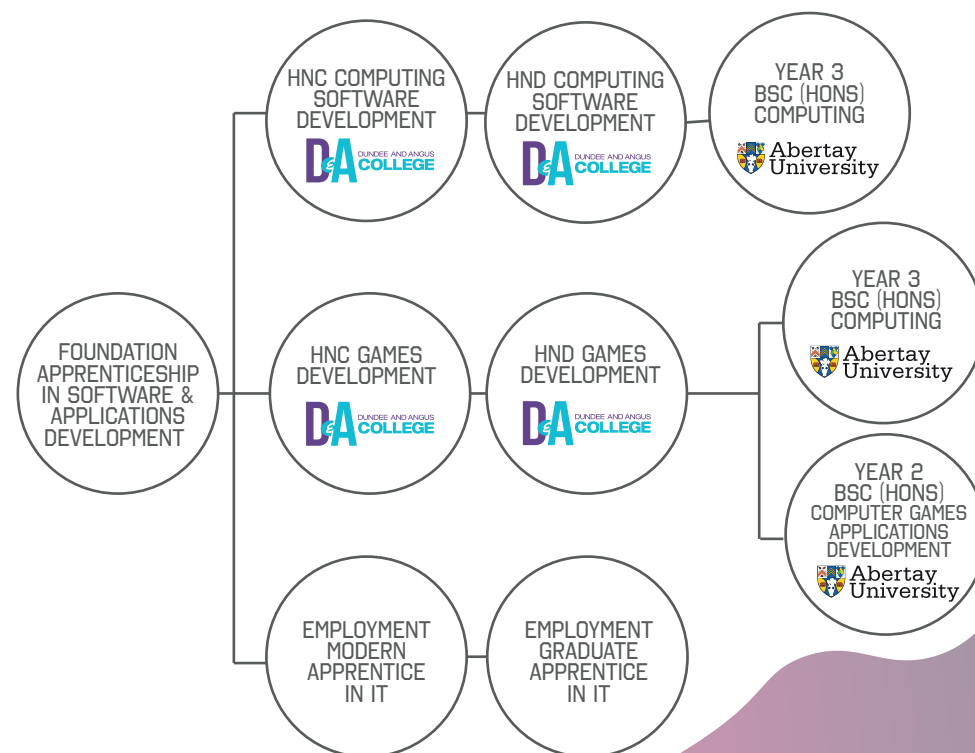 HNC COMPUTING
SOFTWARE
DEVELOPMENT
D&A DUNDEE AND ANGUS
COLLEGE
HND COMPUTING
SOFTWARE
DEVELOPMENT
D&A DUNDEE AND ANGUS
COLLEGE
YEAR 3
BSC (HONS)
COMPUTING
Abertay
University
FOUNDATION
APPRENTICESHIP
IN SOFTWARE &
APPLICATIONS
DEVELOPMENT
HNC GAMES
DEVELOPMENT
D&A DUNDEE AND ANGUS
COLLEGE
HND GAMES
DEVELOPMENT
D&A DUNDEE AND ANGUS
COLLEGE
YEAR 3
BSC (HONS)
COMPUTING
Abertay
University
YEAR 2
BSC (HONS)
COMPUTER GAMES
APPLICATIONS
DEVELOPMENT
Abertay
University
EMPLOYMENT
MODERN
APPRENTICE
IN IT
EMPLOYMENT
GRADUATE
APPRENTICE
IN IT